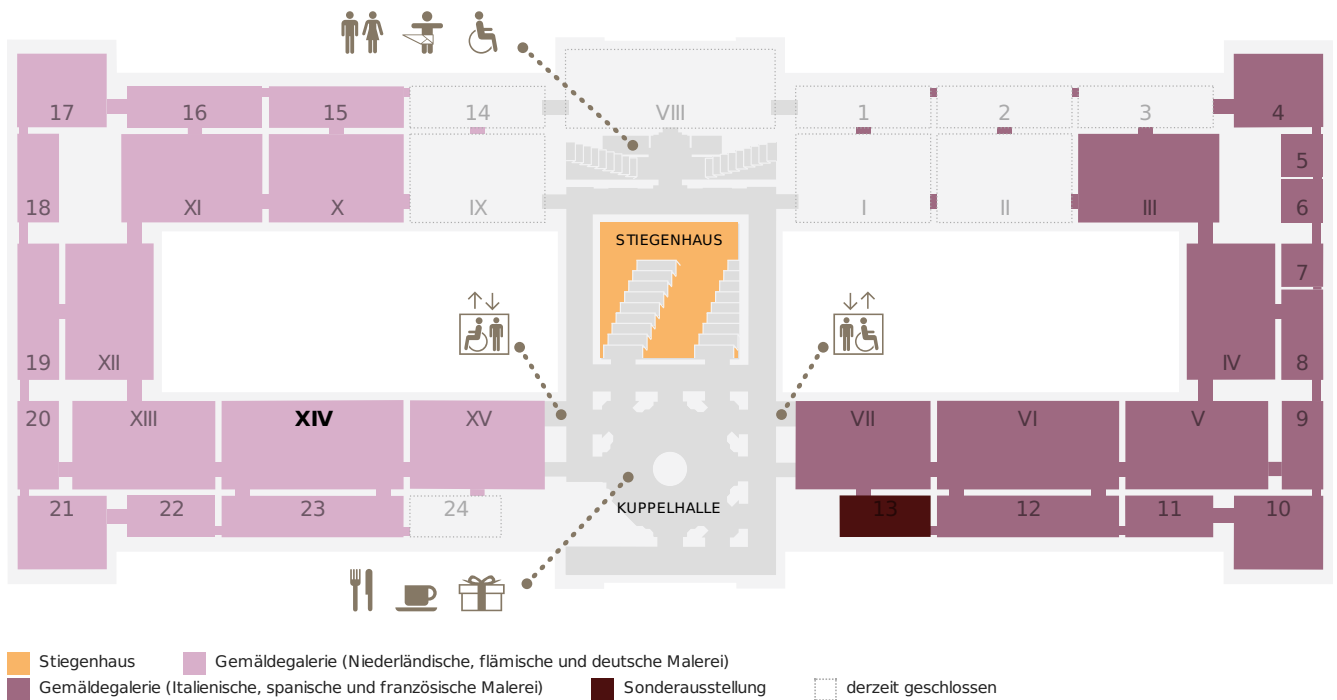 17
16
15
14
VIII
1
2
3
4
18
XI
X
IX
I
II
III
5
6
STIEGENHAUS
19
XII
IV
7
8
20
XIII
XIV
XV
VII
VI
V
9
21
22
23
24
KUPPELHALLE
13
12
11
10
Stiegenhaus
Gemäldegalerie (Niederländische, flämische und deutsche Malerei)
Gemäldegalerie (Italienische, spanische und französische Malerei)
Sonderausstellung
derzeit geschlossen